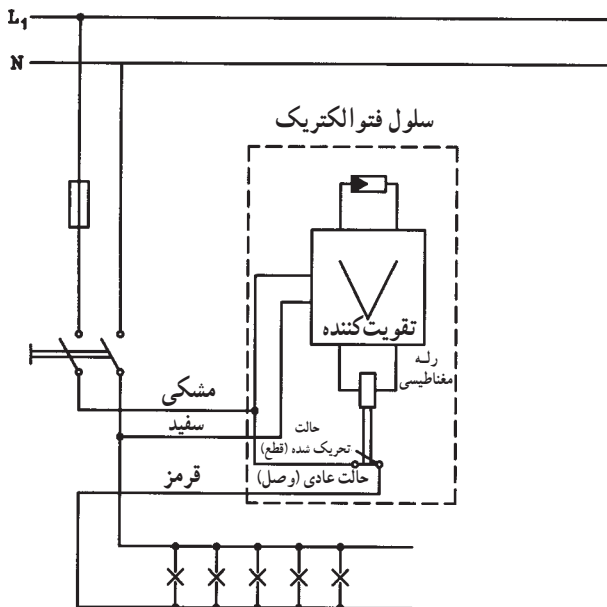 L₁
N
سلول فتوالکتریک
تقویت‌کننده
رله
مغناطیسی
مشکی
سفید
حالت
تحریک شده (قطع)
حالت عادی (وصل)
قرمز